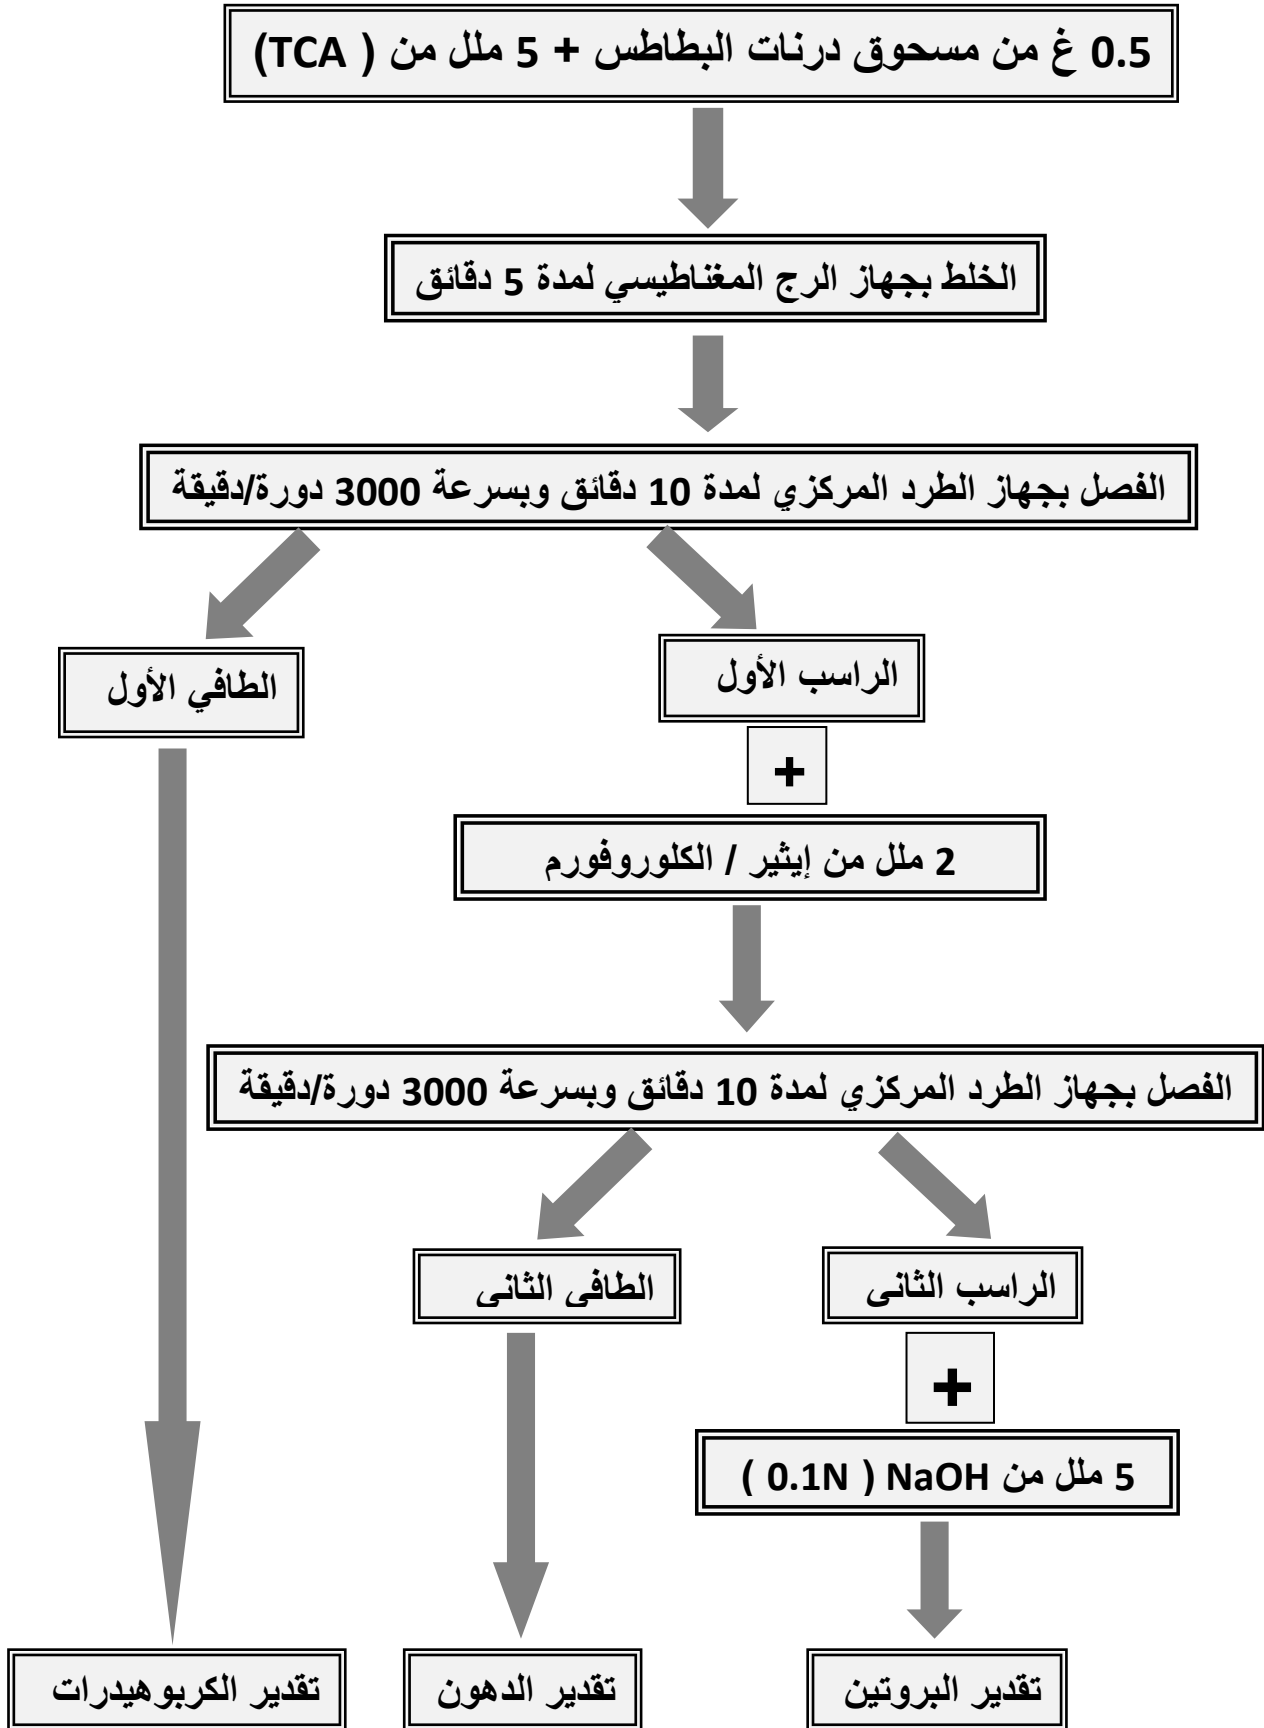 0.5 غ من مسحوق درنات البطاطس + 5 ملل من ( TCA)
الخلط بجهاز الرج المغناطيسي لمدة 5 دقائق
الفصل بجهاز الطرد المركزي لمدة 10 دقائق وبسرعة 3000 دورة/دقيقة
الراسب الأول
الطافي الأول
+
2 ملل من إيثير / الكلوروفورم
الفصل بجهاز الطرد المركزي لمدة 10 دقائق وبسرعة 3000 دورة/دقيقة
الراسب الثاني
الطافي الثاني
+
5 ملل من NaOH ( 0.1N )
تقدير البروتين
تقدير الدهون
تقدير الكربوهيدرات